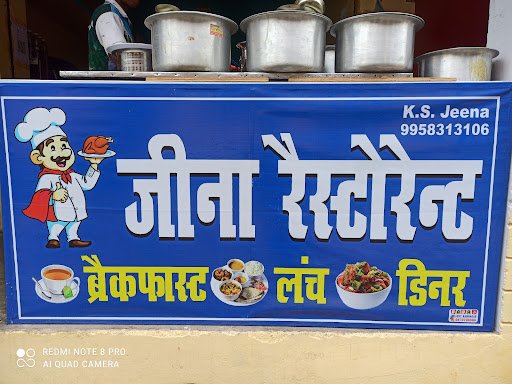 K.S. Jeena
9958313106
जीना रैस्टोरेन्ट
ब्रैकफास्ट लंच डिनर
REDMI NOTE 8 PRO
AI QUAD CAMERA